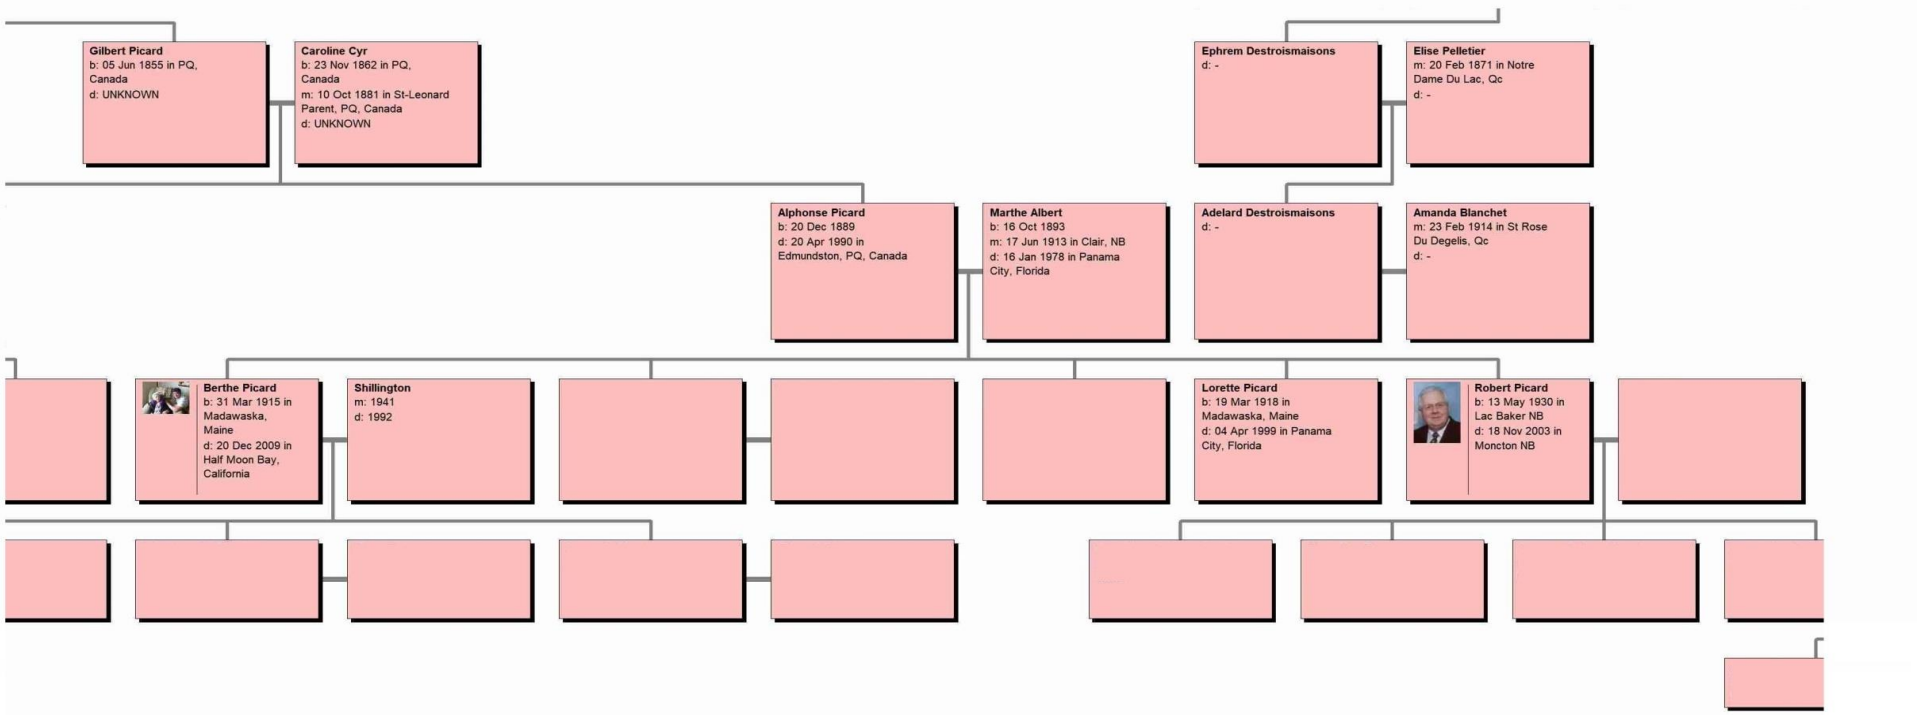 Gilbert Picard
b: 05 Jun 1855 in PQ,
Canada
d: UNKNOWN
Caroline Cyr
b: 23 Nov 1862 in PQ,
Canada
m: 10 Oct 1881 in St-Leonard
Parent, PQ, Canada
d: UNKNOWN
Ephrem Destroismaisons
d: -
Elise Pelletier
m: 20 Feb 1871 in Notre
Dame Du Lac, Qc
d: -
Alphonse Picard
b: 20 Dec 1889
d: 20 Apr 1990 in
Edmundston, PQ, Canada
Marthe Albert
b: 16 Oct 1893
m: 17 Jun 1913 in Clair, NB
d: 16 Jan 1978 in Panama
City, Florida
Adelard Destroismaisons
d: -
Amanda Blanchet
m: 23 Feb 1914 in St Rose
Du Degelis, Qc
d: -
Berthe Picard
b: 31 Mar 1915 in
Madawaska,
Maine
d: 20 Dec 2009 in
Half Moon Bay,
California
Shillington
m: 1941
d: 1992
Lorette Picard
b: 19 Mar 1918 in
Madawaska, Maine
d: 04 Apr 1999 in Panama
City, Florida
Robert Picard
b: 13 May 1930 in
Lac Baker NB
d: 18 Nov 2003 in
Moncton NB